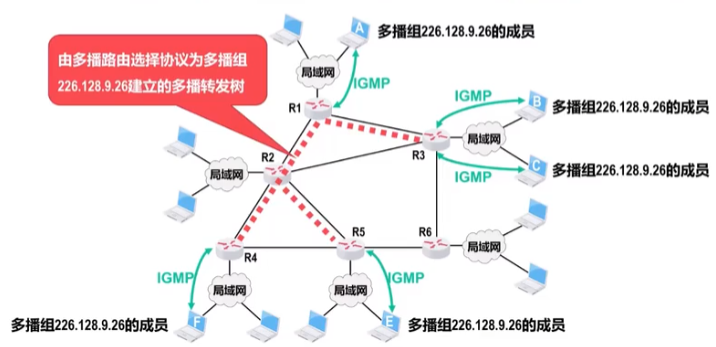 A
多播组226.128.9.26的成员
由多播路由选择协议为多播组
226.128.9.26建立的多播转发树
局域网
IGMP
R1
IGMP
B
多播组226.128.9.26的成员
R2
R3
局域网
局域网
IGMP
C
多播组226.128.9.26的成员
R4
R5
R6
局域网
IGMP
局域网
局域网
IGMP
多播组226.128.9.26的成员
F
E
多播组226.128.9.26的成员